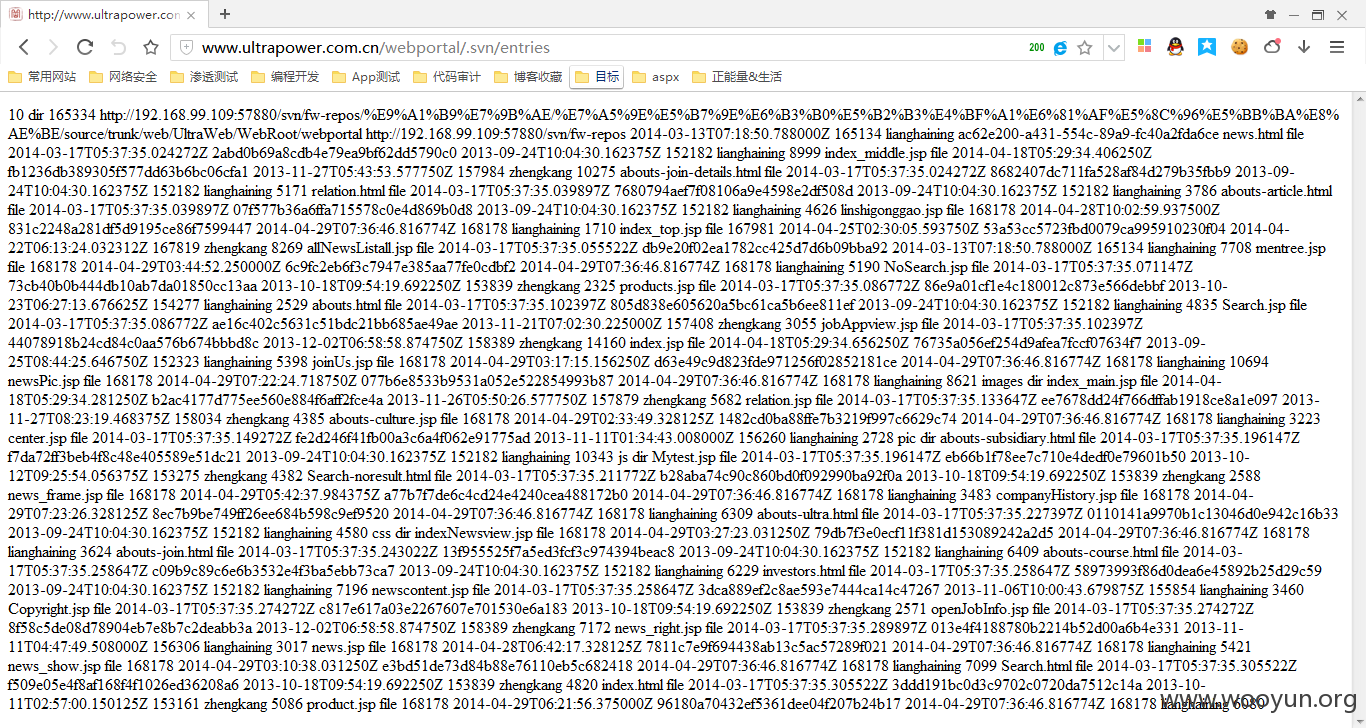 http://www.ultrapower.con
www.ultrapower.com.cn/webportal/.svn/entries
200
常用网站 网络安全 渗透测试 编程开发 App测试 代码审计 博客收藏 目标 aspx 正能量&生活
10 dir 165334 http://192.168.99.109:57880/svn/fw-repos/%E9%A1%B9%E7%9B%AE/%E7%A5%9E%E5%B7%9E%E6%B3%B0%E5%B2%B3%E4%BF%A1%E6%81%AF%E5%8C%96%E5%BB%BA%E8%
AE%BE/source/trunk/web/UltraWeb/WebRoot/webportal http://192.168.99.109:57880/svn/fw-repos 2014-03-13T07:18:50.788000Z 165134 lianghaining ac62e200-a431-554c-89a9-fc40a2fda6ce news.html file
2014-03-17T05:37:35.024272Z 2abd0b69a8cdb4e79ea9bf62dd5790c0 2013-09-24T10:04:30.162375Z 152182 lianghaining 8999 index_middle.jsp file 2014-04-18T05:29:34.406250Z
fb1236db389305f577dd63b6bc06cfa1 2013-11-27T05:43:53.577750Z 157984 zhengkang 10275 abouts-join-details.html file 2014-03-17T05:37:35.024272Z 8682407dc711fa528af84d279b35fbb9 2013-09-
24T10:04:30.162375Z 152182 lianghaining 5171 relation.html file 2014-03-17T05:37:35.039897Z 7680794aef7f08106a9e4598e2df508d 2013-09-24T10:04:30.162375Z 152182 lianghaining 3786 abouts-article.html
file 2014-03-17T05:37:35.039897Z 07f577b36a6ffa715578c0e4d869b0d8 2013-09-24T10:04:30.162375Z 152182 lianghaining 4626 linshigonggao.jsp file 168178 2014-04-28T10:02:59.937500Z
831c2248a281df5d9195ce86f7599447 2014-04-29T07:36:46.816774Z 168178 lianghaining 1710 index_top.jsp file 167981 2014-04-25T02:30:05.593750Z 53a53cc5723fbd0079ca995910230f04 2014-04-
22T06:13:24.032312Z 167819 zhengkang 8269 allNewsListall.jsp file 2014-03-17T05:37:35.055522Z db9e20f02ea1782cc425d7d6b09bba92 2014-03-13T07:18:50.788000Z 165134 lianghaining 7708 mentree.jsp
file 168178 2014-04-29T03:44:52.250000Z 6c9fc2eb6f3c7947e385aa77fe0cdbf2 2014-04-29T07:36:46.816774Z 168178 lianghaining 5190 NoSearch.jsp file 2014-03-17T05:37:35.071147Z
73cb40b0b444db10ab7da01850cc13aa 2013-10-18T09:54:19.692250Z 153839 zhengkang 2325 products.jsp file 2014-03-17T05:37:35.086772Z 86e9a01cf1e4c180012c873e566debbf 2013-10-
23T06:27:13.676625Z 154277 lianghaining 2529 abouts.html file 2014-03-17T05:37:35.102397Z 805d838e605620a5bc61ca5b6ee811ef 2013-09-24T10:04:30.162375Z 152182 lianghaining 4835 Search.jsp file
2014-03-17T05:37:35.086772Z ae16c402c5631c51bdc21bb685ae49ae 2013-11-21T07:02:30.225000Z 157408 zhengkang 3055 jobAppview.jsp file 2014-03-17T05:37:35.102397Z
44078918b24cd84c0aa576b674bbbd8c 2013-12-02T06:58:58.874750Z 158389 zhengkang 14160 index.jsp file 2014-04-18T05:29:34.656250Z 76735a056ef254d9afea7fccf07634f7 2013-09-
25T08:44:25.646750Z 152323 lianghaining 5398 joinUs.jsp file 168178 2014-04-29T03:17:15.156250Z d63e49c9d823fde971256f02852181ce 2014-04-29T07:36:46.816774Z 168178 lianghaining 10694
newsPic.jsp file 168178 2014-04-29T07:22:24.718750Z 077b6e8533b9531a052e522854993b87 2014-04-29T07:36:46.816774Z 168178 lianghaining 8621 images dir index_main.jsp file 2014-04-
18T05:29:34.281250Z b2ac4177d775ee560e884f6aff2fce4a 2013-11-26T05:50:26.577750Z 157879 zhengkang 5682 relation.jsp file 2014-03-17T05:37:35.133647Z ee7678dd24f766dffab1918ce8a1e097 2013-
11-27T08:23:19.468375Z 158034 zhengkang 4385 abouts-culture.jsp file 168178 2014-04-29T02:33:49.328125Z 1482cd0ba88ffe7b3219f997c6629c74 2014-04-29T07:36:46.816774Z 168178 lianghaining 3223
center.jsp file 2014-03-17T05:37:35.149272Z fe2d246f41fb00a3c6a4f062e91775ad 2013-11-11T01:34:43.008000Z 156260 lianghaining 2728 pic dir abouts-subsidiary.html file 2014-03-17T05:37:35.196147Z
f7da72ff3beb4f8c48e405589e51dc21 2013-09-24T10:04:30.162375Z 152182 lianghaining 10343 js dir Mytest.jsp file 2014-03-17T05:37:35.196147Z eb66b1f78ee7c710e4dedf0e79601b50 2013-10-
12T09:25:54.056375Z 153275 zhengkang 4382 Search-noresult.html file 2014-03-17T05:37:35.211772Z b28aba74c90c860bd0f092990ba92f0a 2013-10-18T09:54:19.692250Z 153839 zhengkang 2588
news_frame.jsp file 168178 2014-04-29T05:42:37.984375Z a77b7f7de6c4cd24e4240cea488172b0 2014-04-29T07:36:46.816774Z 168178 lianghaining 3483 companyHistory.jsp file 168178 2014-04-
29T07:23:26.328125Z 8ec7b9be749ff26ee684b598c9ef9520 2014-04-29T07:36:46.816774Z 168178 lianghaining 6309 abouts-ultra.html file 2014-03-17T05:37:35.227397Z 0110141a9970b1c13046d0e942c16b33
2013-09-24T10:04:30.162375Z 152182 lianghaining 4580 css dir indexNewsview.jsp file 168178 2014-04-29T03:27:23.031250Z 79db7f3e0ecf11f381d153089242a2d5 2014-04-29T07:36:46.816774Z 168178
lianghaining 3624 abouts-join.html file 2014-03-17T05:37:35.243022Z 13f955525f7a5ed3fcf3c974394beac8 2013-09-24T10:04:30.162375Z 152182 lianghaining 6409 abouts-course.html file 2014-03-
17T05:37:35.258647Z c09b9c89c6e6b3532e4f3ba5ebb73ca7 2013-09-24T10:04:30.162375Z 152182 lianghaining 6229 investors.html file 2014-03-17T05:37:35.258647Z 58973993f86d0dea6e45892b25d29c59
2013-09-24T10:04:30.162375Z 152182 lianghaining 7196 newscontent.jsp file 2014-03-17T05:37:35.258647Z 3dca889ef2c8ae593e7444ca14c47267 2013-11-06T10:00:43.679875Z 155854 lianghaining 3460
Copyright.jsp file 2014-03-17T05:37:35.274272Z c817e617a03e2267607e701530e6a183 2013-10-18T09:54:19.692250Z 153839 zhengkang 2571 openJobInfo.jsp file 2014-03-17T05:37:35.274272Z
8f58c5de08d78904eb7e8b7c2deabb3a 2013-12-02T06:58:58.874750Z 158389 zhengkang 7172 news_right.jsp file 2014-03-17T05:37:35.289897Z 013e4f4188780b2214b52d00a6b4e331 2013-11-
11T04:47:49.508000Z 156306 lianghaining 3017 news.jsp file 168178 2014-04-28T06:42:17.328125Z 7811c7e9f694438ab13c5ac57289f021 2014-04-29T07:36:46.816774Z 168178 lianghaining 5421
news_show.jsp file 168178 2014-04-29T03:10:38.031250Z e3bd51de73d84b88e76110eb5c682418 2014-04-29T07:36:46.816774Z 168178 lianghaining 7099 Search.html file 2014-03-17T05:37:35.305522Z
f509e05e4f8af168f4f1026ed36208a6 2013-10-18T09:54:19.692250Z 153839 zhengkang 4820 index.html file 2014-03-17T05:37:35.305522Z 3ddd191bc0d3c9702c0720da7512c14a 2013-10-
11T02:57:00.150125Z 153161 zhengkang 5086 product.jsp file 168178 2014-04-29T06:21:56.375000Z 96180a70432ef5361dee04f207b24b17 2014-04-29T07:36:46.816774Z 168178 lianghaining 6080
www.wooyun.org